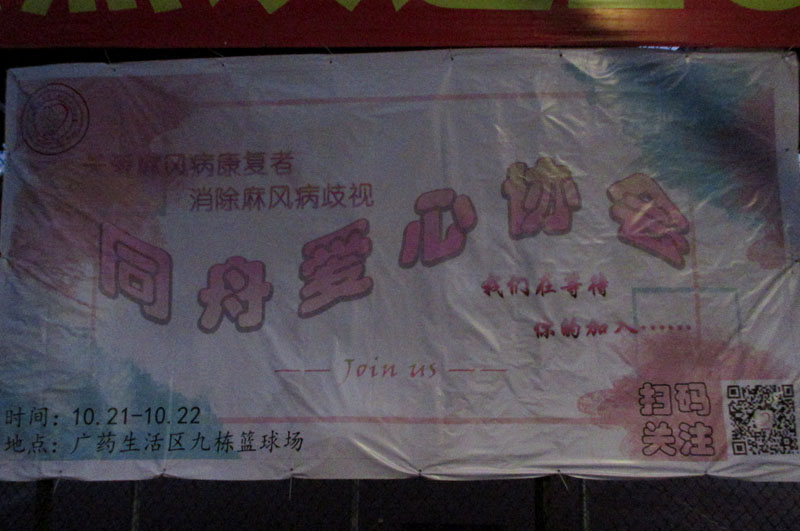 麻风病康复者
消除麻风病歧视
同舟爱心协会
我们在等待
你的加入······
—— Join us ——
时间：10.21-10.22
地点：广药生活区九栋篮球场
扫码
关注